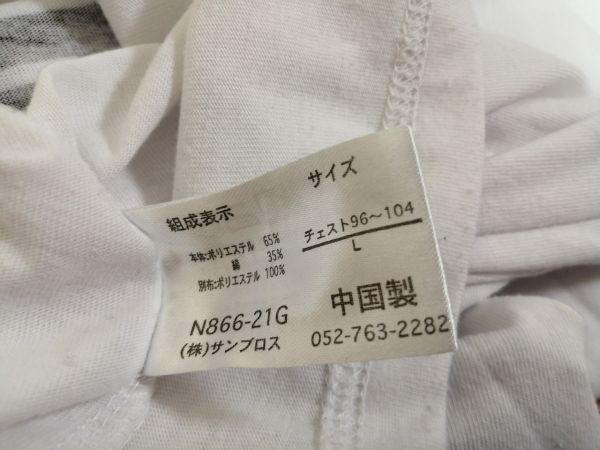 組成表示
本体:ポリエステル 65%
綿 35%
別布:ポリエステル 100%
N866-21G
(株)サンブロス
サイズ
チェスト96〜104
L
中国製
052-763-2282